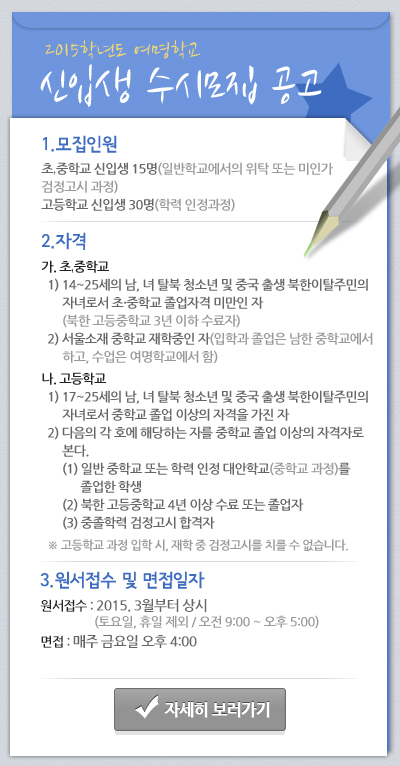 2015학년도 여명학교
신입생 수시모집 공고
1.모집인원
초,중학교 신입생 15명(일반학교에서의 위탁 또는 미인가
검정고시 과정)
고등학교 신입생 30명(학력 인정과정)
2.자격
가. 초,중학교
1) 14~25세의 남, 녀 탈북 청소년 및 중국 출생 북한이탈주민의
자녀로서 초·중학교 졸업자격 미만인 자
(북한 고등중학교 3년 이하 수료자)
2) 서울소재 중학교 재학중인 자(입학과 졸업은 남한 중학교에서
하고, 수업은 여명학교에서 함)
나. 고등학교
1) 17~25세의 남, 녀 탈북 청소년 및 중국 출생 북한이탈주민의
자녀로서 중학교 졸업 이상의 자격을 가진 자
2) 다음의 각 호에 해당하는 자를 중학교 졸업 이상의 자격자로
본다.
(1) 일반 중학교 또는 학력 인정 대안학교(중학교 과정)를
졸업한 학생
(2) 북한 고등중학교 4년 이상 수료 또는 졸업자
(3) 중졸학력 검정고시 합격자
※ 고등학교 과정 입학 시, 재학 중 검정고시를 치를 수 없습니다.
3.원서접수 및 면접일자
원서접수 : 2015. 3월부터 상시
(토요일, 휴일 제외 / 오전 9:00 ~ 오후 5:00)
면접 : 매주 금요일 오후 4:00
자세히 보러가기